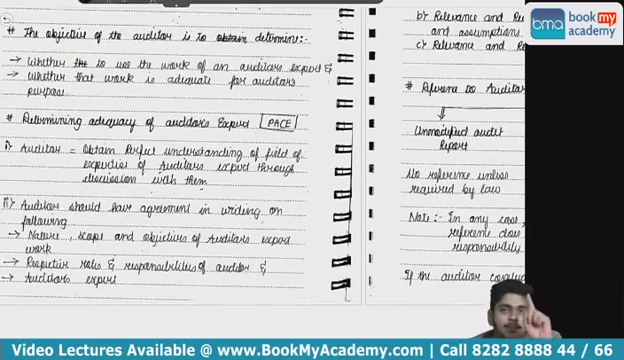 # The objective of the auditor is to obtain determine:-
→ Whether to use the work of an auditors expert &
→ Whether that work is adequate for auditors
purpose
# Determining adequacy of auditor's Expert PACE
i) Auditor = Obtain Perfect understanding of field of
expertise of Auditors expert through
discussion with them
ii) Auditor should have agreement in writing on
following
→ Nature, scope and objectives of Auditors expert
work
→ Respective roles & responsibilities of auditor &
→ Auditors expert
b) Relevance and
and assumptions
c) Relevance and
# Reference to Auditor
Unmodified audit
Report
No reference unless
required by law
Note:- In any case,
reference does
responsibility
If the auditor
bma book my
academy
Video Lectures Available @ www.BookMyAcademy.com | Call 8282 8888 44 / 66